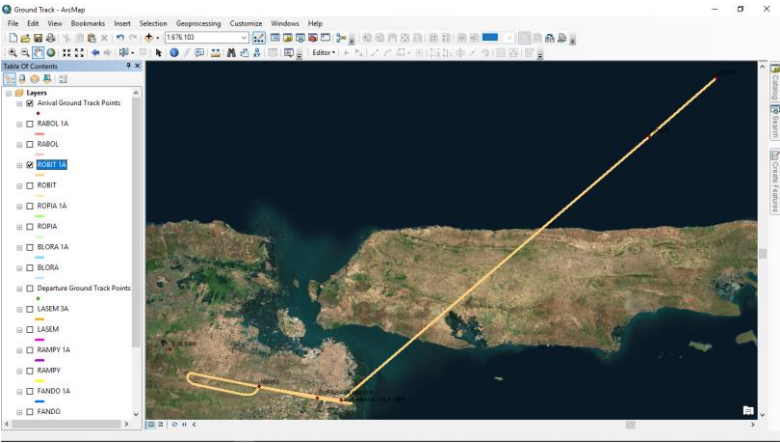 Ground Track - ArcMap
File Edit View Bookmarks Insert Selection Geoprocessing Customize Windows Help
1:676,103
Editor
Table Of Contents
Layers
Arrival Ground Track Points
RABOL 1A
RABOL
ROBIT 1A
ROBIT
ROPIA 1A
ROPIA
BLORA 1A
BLORA
Departure Ground Track Points
LASEM 3A
LASEM
RAMPY 1A
RAMPY
FANDO 1A
FANDO
Catalog
Search
Create Features